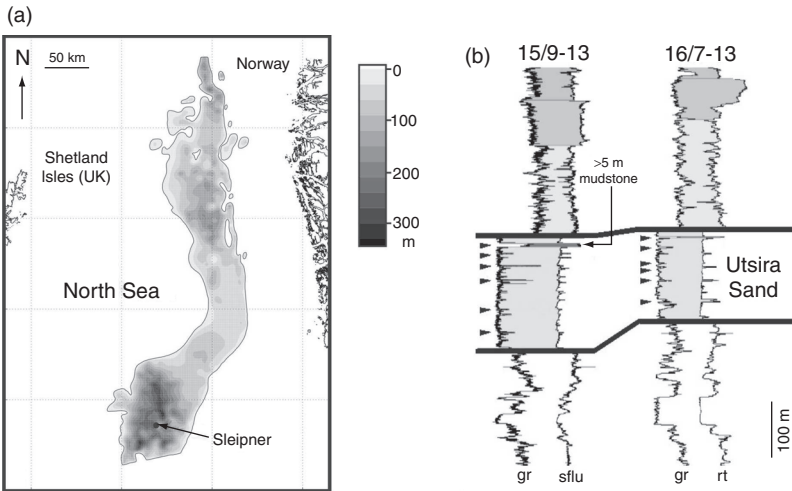 (a)
N
50 km
Norway
Shetland
Isles (UK)
North Sea
Sleipner
0
100
200
300
m
(b)
15/9-13
16/7-13
>5 m
mudstone
Utsira
Sand
100 m
gr
sflu
gr
rt